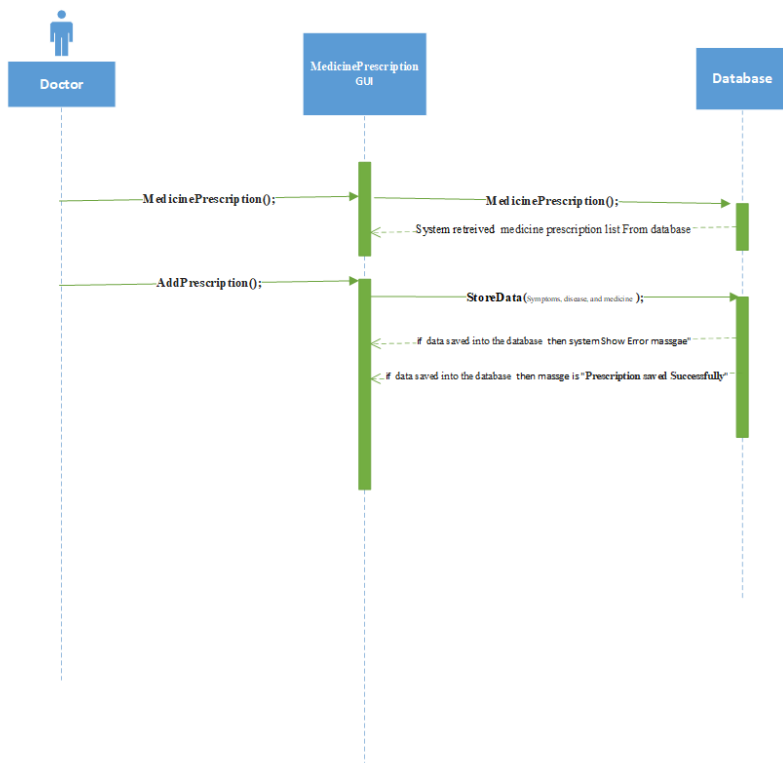 Doctor
MedicinePrescription
GUI
Database
MedicinePrescription();
MedicinePrescription();
System retreived medicine prescription list From database
AddPrescription();
StoreData(Symptoms, disease, and medicine );
if data saved into the database then system Show Error massgae"
if data saved into the database then massge is "Prescription saved Successfully"